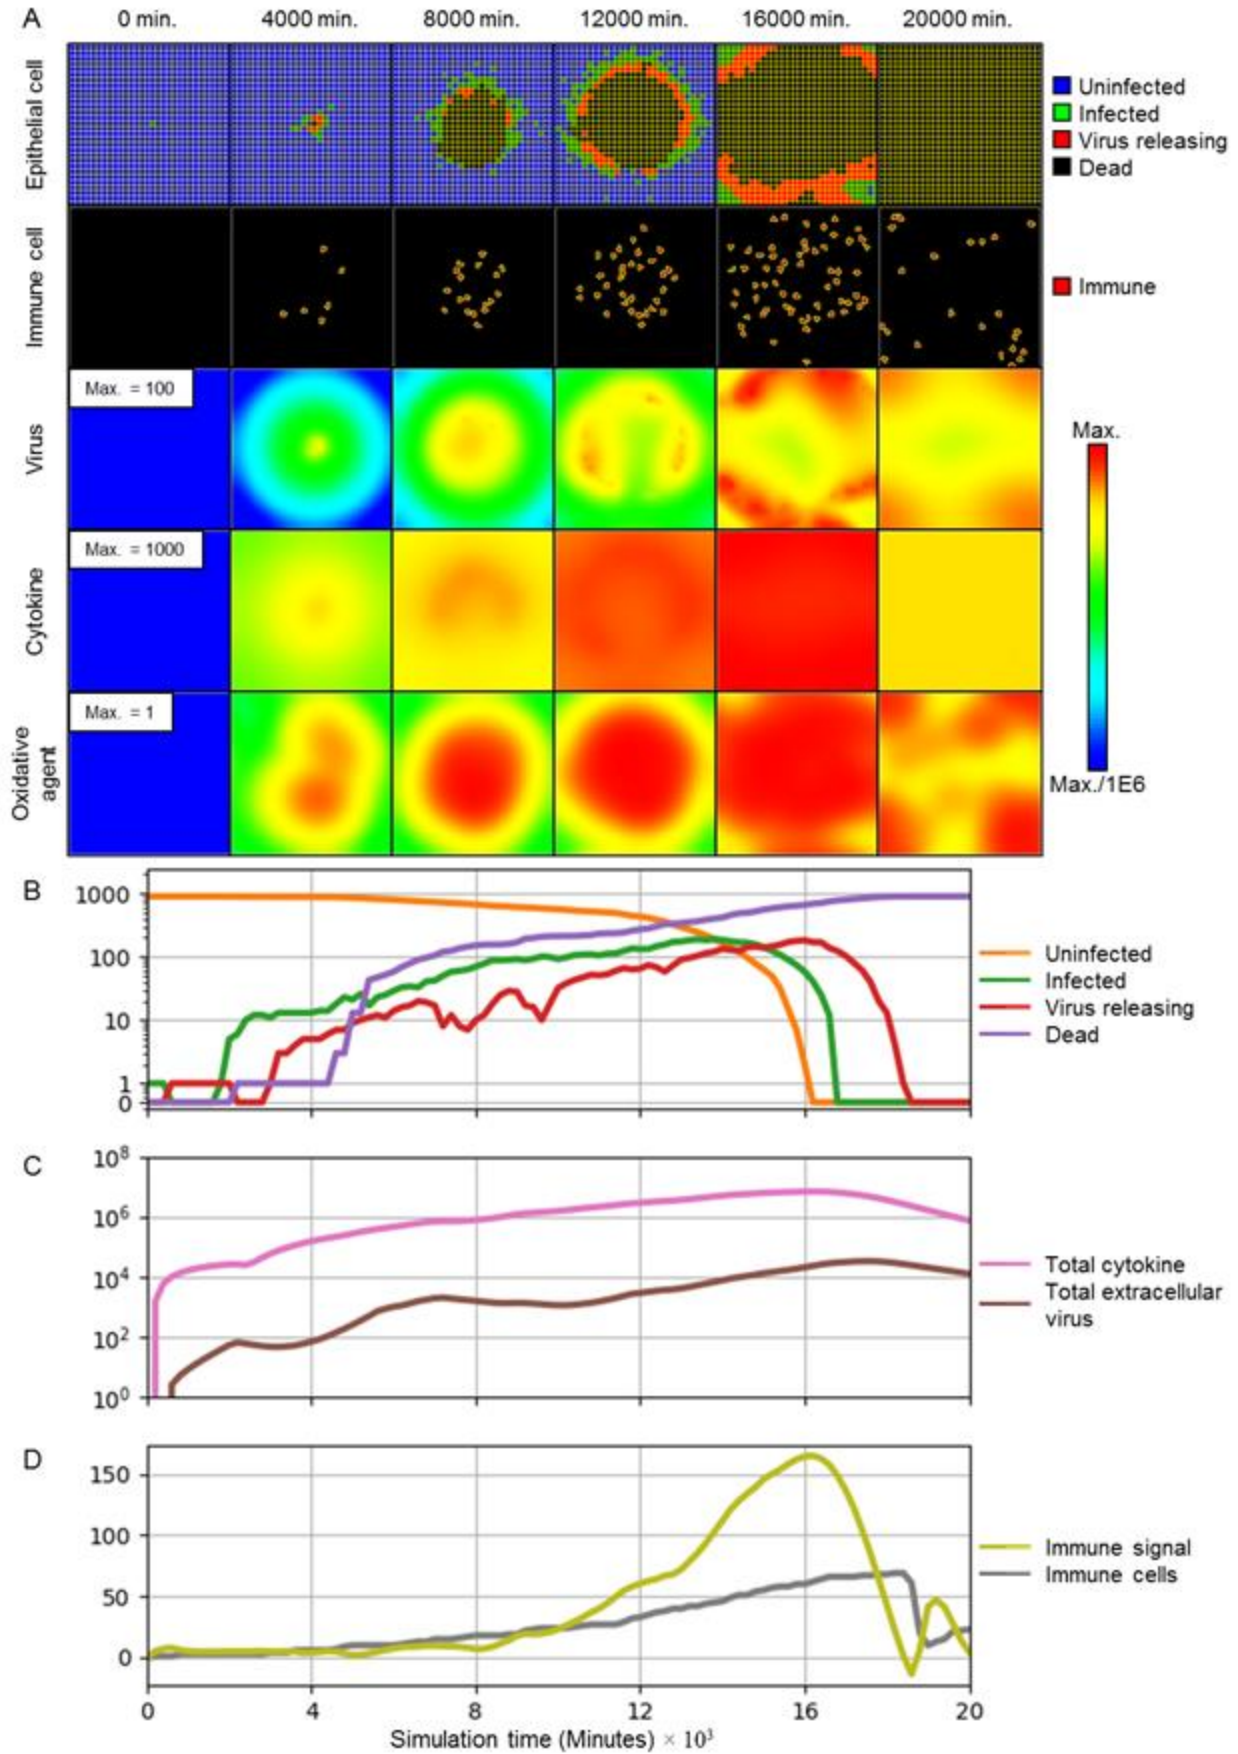 A
0 min. 4000 min. 8000 min. 12000 min. 16000 min. 20000 min.
Epithelial cell
Uninfected
Infected
Virus releasing
Dead
Immune cell
Immune
Virus
Max. = 100
Max.
Max./1E6
Cytokine
Max. = 1000
Oxidative
agent
Max. = 1
B
1000
100
10
1
0
Uninfected
Infected
Virus releasing
Dead
C
10⁸
10⁶
10⁴
10²
10⁰
Total cytokine
Total extracellular
virus
D
150
100
50
0
Immune signal
Immune cells
0 4 8 12 16 20
Simulation time (Minutes) × 10³